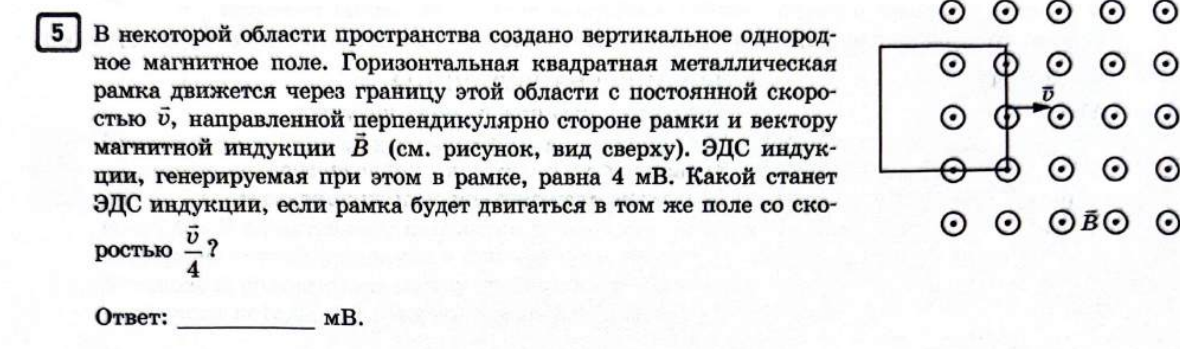 5 В некоторой области пространства создано вертикальное однород-
ное магнитное поле. Горизонтальная квадратная металлическая
рамка движется через границу этой области с постоянной скоро-
стью v⃗, направленной перпендикулярно стороне рамки и вектору
магнитной индукции B⃗ (см. рисунок, вид сверху). ЭДС индук-
ции, генерируемая при этом в рамке, равна 4 мВ. Какой станет
ЭДС индукции, если рамка будет двигаться в том же поле со ско-
ростью v⃗/4?
Ответ: ____________ мВ.
v⃗
B⃗